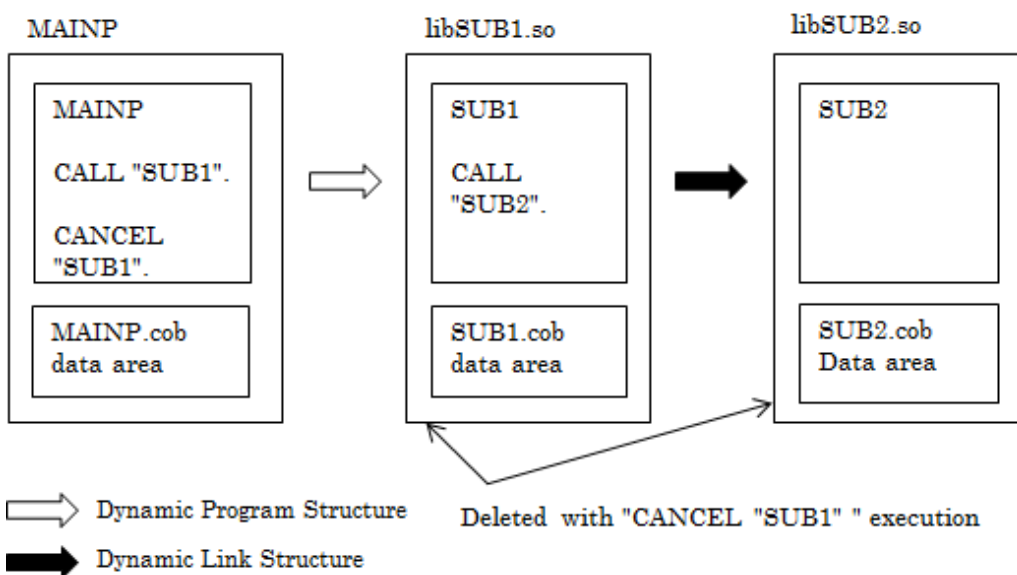 MAINP
libSUB1.so
libSUB2.so
MAINP
CALL "SUB1".
CANCEL
"SUB1".
MAINP.cob
data area
SUB1
CALL
"SUB2".
SUB1.cob
data area
SUB2
SUB2.cob
Data area
Dynamic Program Structure
Deleted with "CANCEL "SUB1" " execution
Dynamic Link Structure